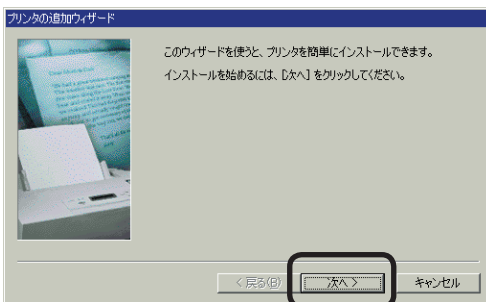 プリンタの追加ウィザード
このウィザードを使うと、プリンタを簡単にインストールできます。
インストールを始めるには、[次へ] をクリックしてください。
< 戻る(B)
次へ >
キャンセル